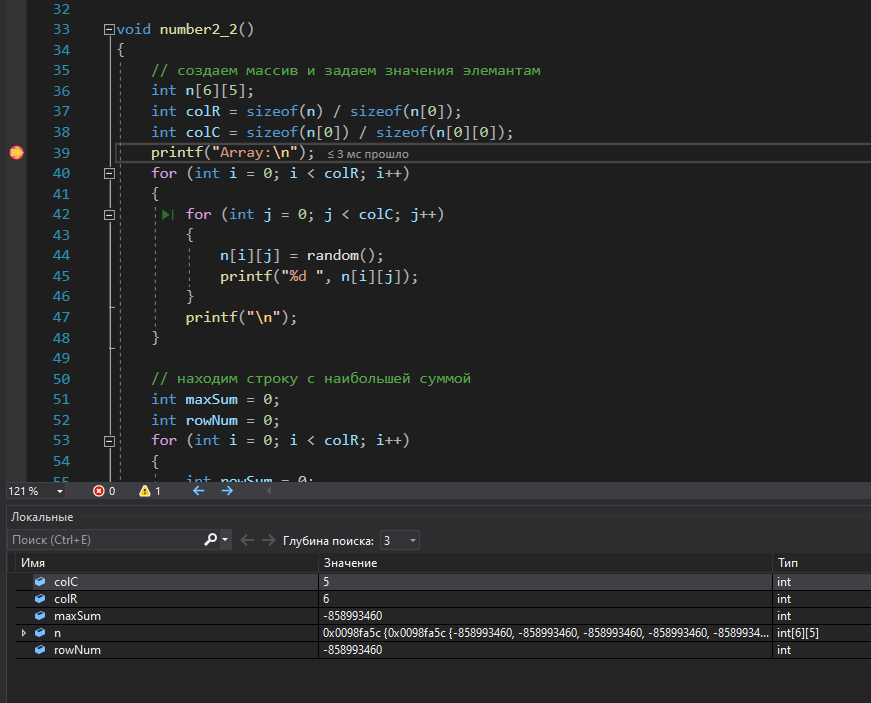 32
33 void number2_2()
34 {
35 // создаем массив и задаем значения элемантам
36 int n[6][5];
37 int colR = sizeof(n) / sizeof(n[0]);
38 int colC = sizeof(n[0]) / sizeof(n[0][0]);
39 printf("Array:\n"); ≤ 3 мс прошло
40 for (int i = 0; i < colR; i++)
41 {
42 for (int j = 0; j < colC; j++)
43 {
44 n[i][j] = random();
45 printf("%d ", n[i][j]);
46 }
47 printf("\n");
48 }
49
50 // находим строку с наибольшей суммой
51 int maxSum = 0;
52 int rowNum = 0;
53 for (int i = 0; i < colR; i++)
54 {
55 int rowSum = 0;
121 % 0 1
Локальные
Поиск (Ctrl+E) Глубина поиска: 3
Имя Значение Тип
colC 5 int
colR 6 int
maxSum -858993460 int
n 0x0098fa5c {0x0098fa5c {-858993460, -858993460, -858993460, -858993460, -8589934... int[6][5]
rowNum -858993460 int